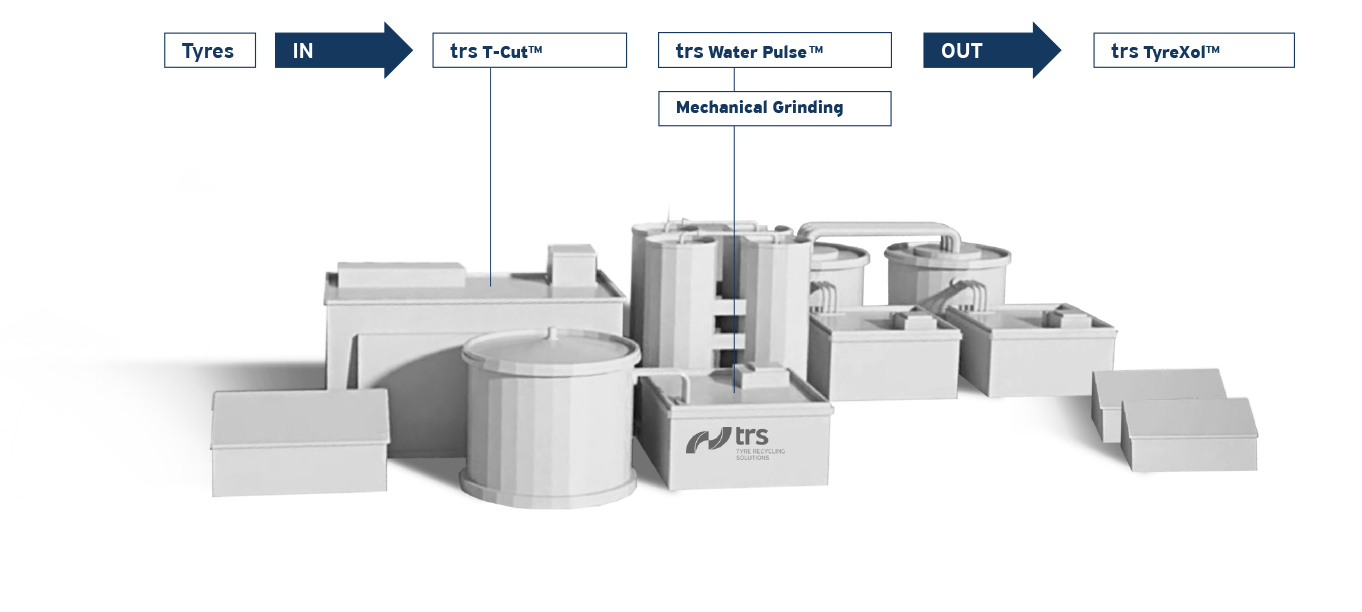 Tyres
IN
trs T-Cut™
trs Water Pulse™
OUT
trs TyreXol™
Mechanical Grinding
trs
TYRE RECYCLING
SOLUTIONS